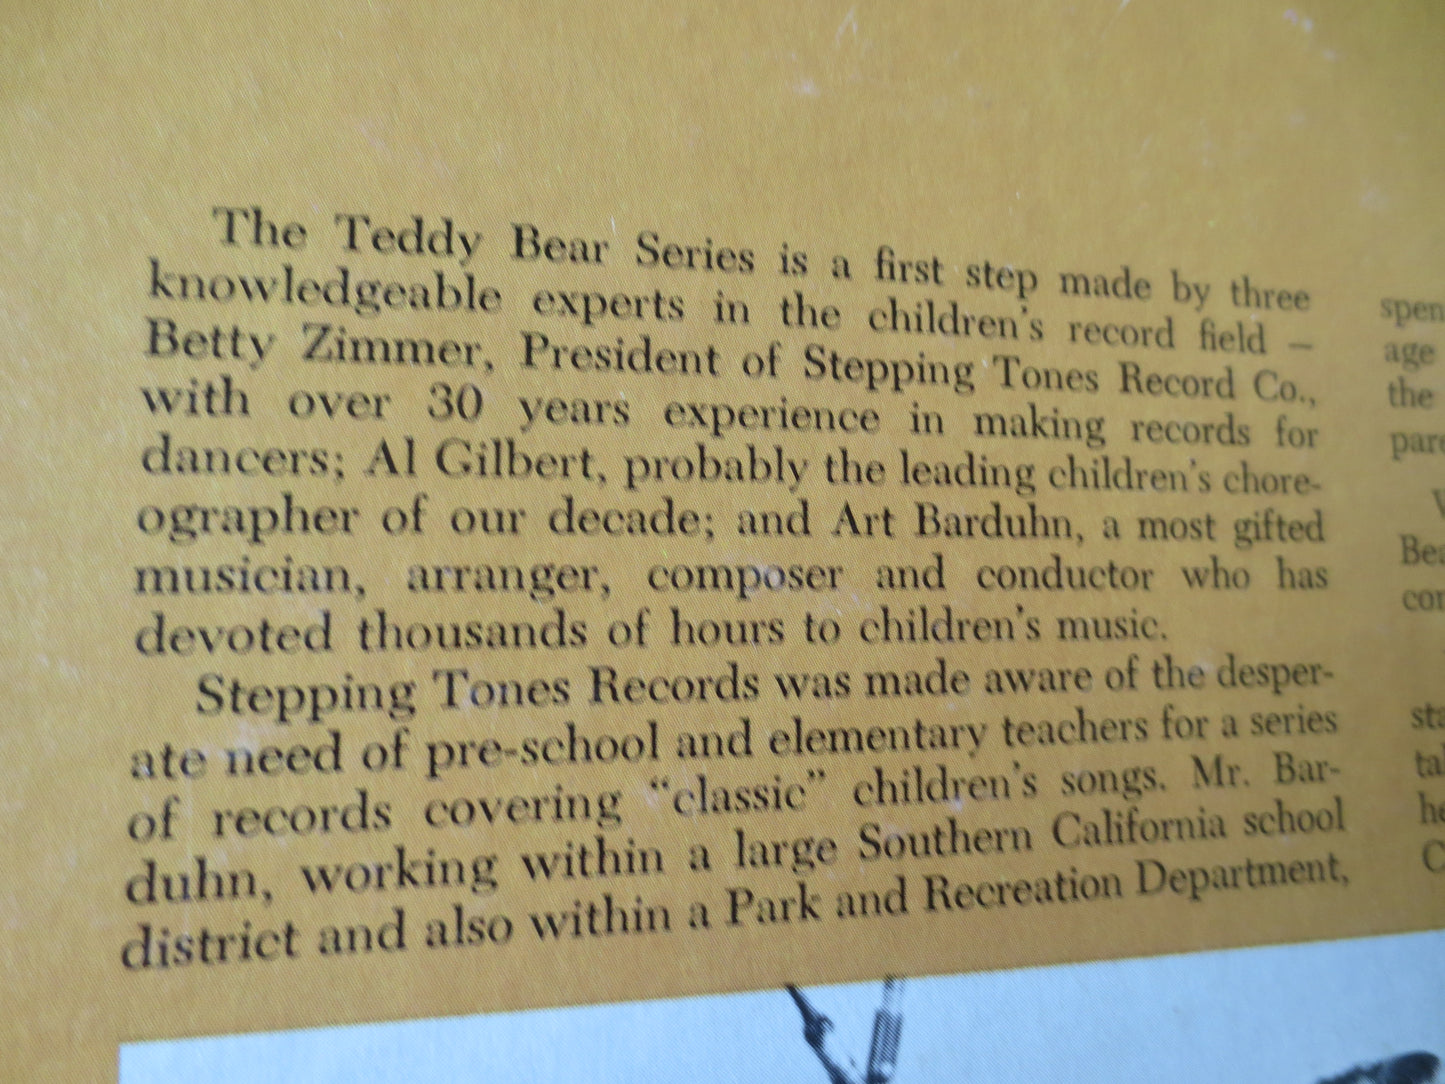 The Teddy Bear Series is a first step made by three
knowledgeable experts in the children's record field —
Betty Zimmer, President of Stepping Tones Record Co.,
with over 30 years experience in making records for
dancers; Al Gilbert, probably the leading children's chore-
ographer of our decade; and Art Barduhn, a most gifted
musician, arranger, composer and conductor who has
devoted thousands of hours to children's music.
Stepping Tones Records was made aware of the desper-
ate need of pre-school and elementary teachers for a series
of records covering "classic" children's songs. Mr. Bar-
duhn, working within a large Southern California school
district and also within a Park and Recreation Department,
age
the